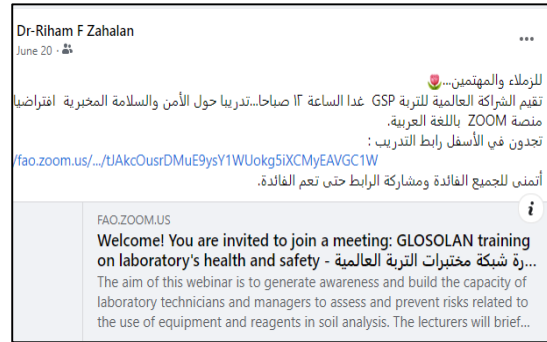 Dr-Riham F Zahalan
June 20 ·
للزملاء والمهتمين...🌷
تقيم الشراكة العالمية للتربة GSP غدا الساعة ١٢ صباحا...تدريبا حول الأمن والسلامة المخبرية افتراضيا
منصة ZOOM باللغة العربية.
تجدون في الأسفل رابط التدريب :
/fao.zoom.us/.../tJAkcOusrDMuE9ysY1WUokg5iXCMyEAVGC1W
أتمنى للجميع الفائدة ومشاركة الرابط حتى تعم الفائدة.
FAO.ZOOM.US
Welcome! You are invited to join a meeting: GLOSOLAN training
on laboratory's health and safety - رة شبكة مختبرات التربة العالمية...
The aim of this webinar is to generate awareness and build the capacity of
laboratory technicians and managers to assess and prevent risks related to
the use of equipment and reagents in soil analysis. The lecturers will brief...